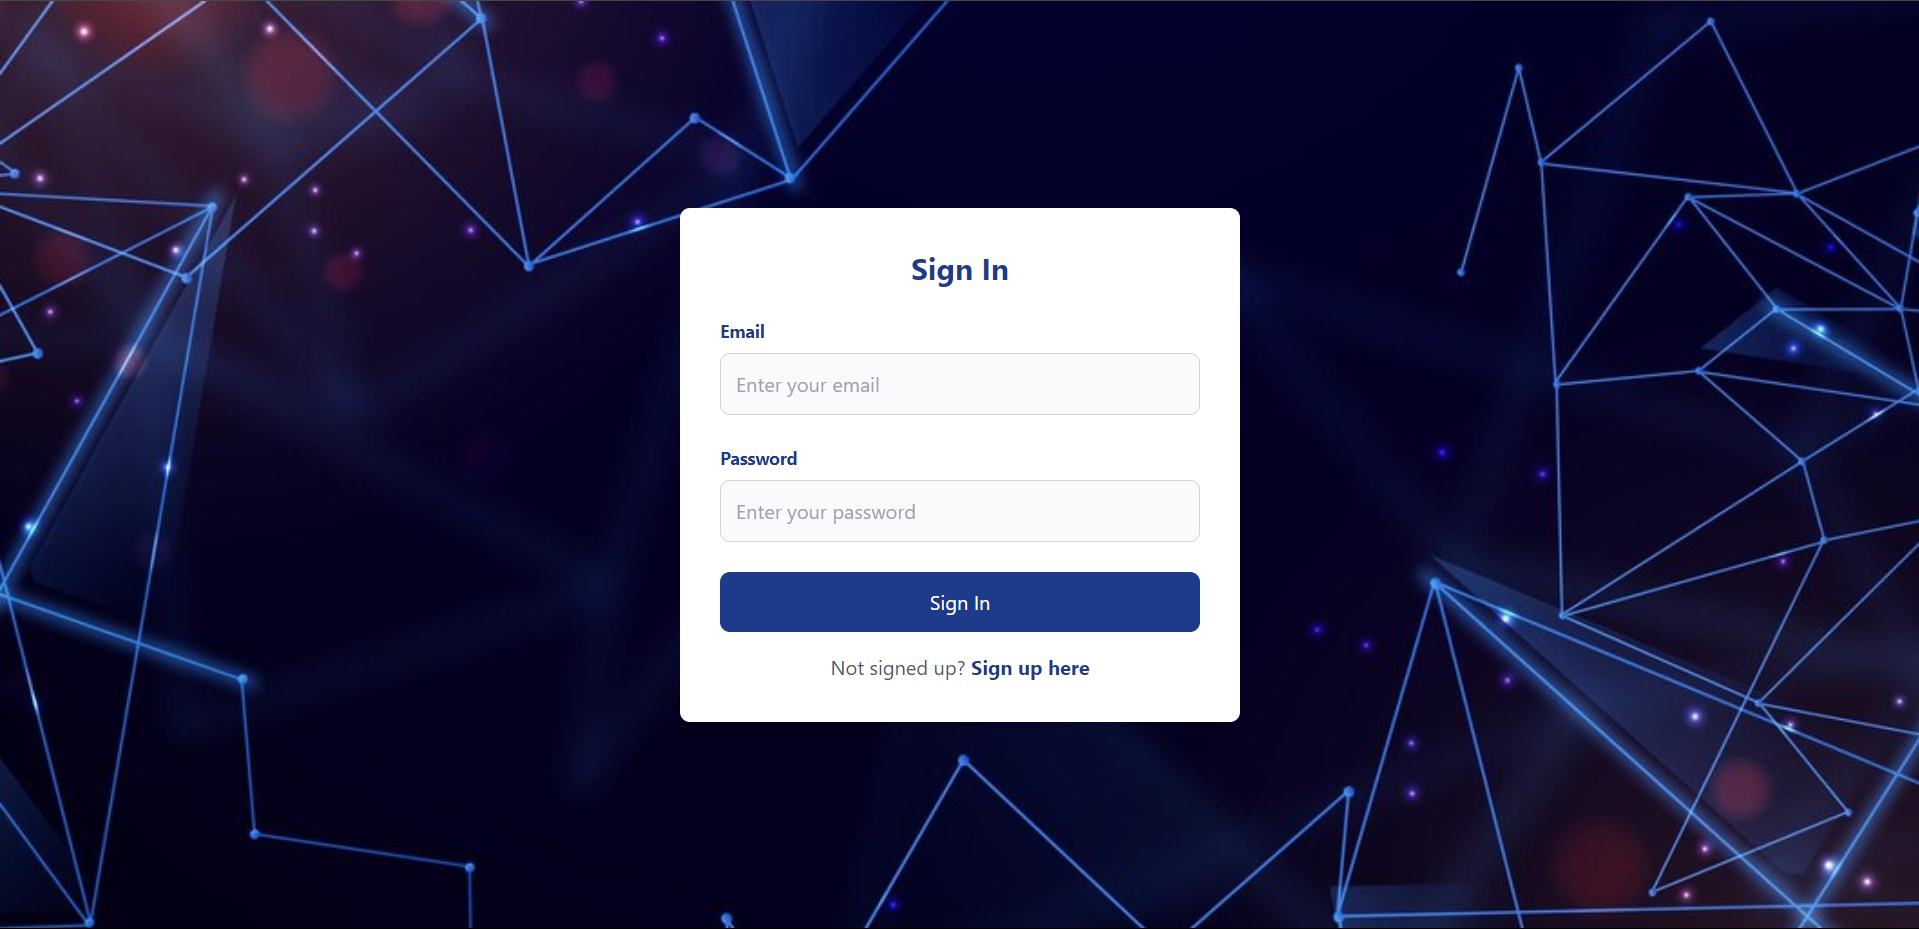 Sign In
Email
Enter your email
Password
Enter your password
Sign In
Not signed up? Sign up here